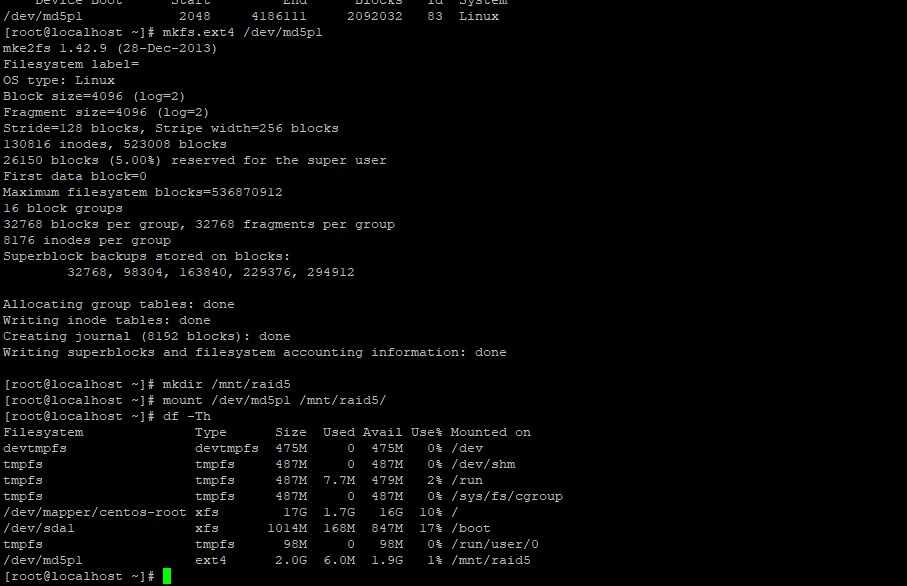 Device Boot      Start         End      Blocks   Id  System
/dev/md5p1            2048     4186111     2092032   83  Linux
[root@localhost ~]# mkfs.ext4 /dev/md5p1
mke2fs 1.42.9 (28-Dec-2013)
Filesystem label=
OS type: Linux
Block size=4096 (log=2)
Fragment size=4096 (log=2)
Stride=128 blocks, Stripe width=256 blocks
130816 inodes, 523008 blocks
26150 blocks (5.00%) reserved for the super user
First data block=0
Maximum filesystem blocks=536870912
16 block groups
32768 blocks per group, 32768 fragments per group
8176 inodes per group
Superblock backups stored on blocks:
        32768, 98304, 163840, 229376, 294912

Allocating group tables: done
Writing inode tables: done
Creating journal (8192 blocks): done
Writing superblocks and filesystem accounting information: done

[root@localhost ~]# mkdir /mnt/raid5
[root@localhost ~]# mount /dev/md5p1 /mnt/raid5/
[root@localhost ~]# df -Th
Filesystem              Type      Size  Used Avail Use% Mounted on
devtmpfs                devtmpfs  475M     0  475M   0% /dev
tmpfs                   tmpfs     487M     0  487M   0% /dev/shm
tmpfs                   tmpfs     487M  7.7M  479M   2% /run
tmpfs                   tmpfs     487M     0  487M   0% /sys/fs/cgroup
/dev/mapper/centos-root xfs        17G  1.7G   16G  10% /
/dev/sda1               xfs      1014M  168M  847M  17% /boot
tmpfs                   tmpfs      98M     0   98M   0% /run/user/0
/dev/md5p1              ext4      2.0G  6.0M  1.9G   1% /mnt/raid5
[root@localhost ~]#